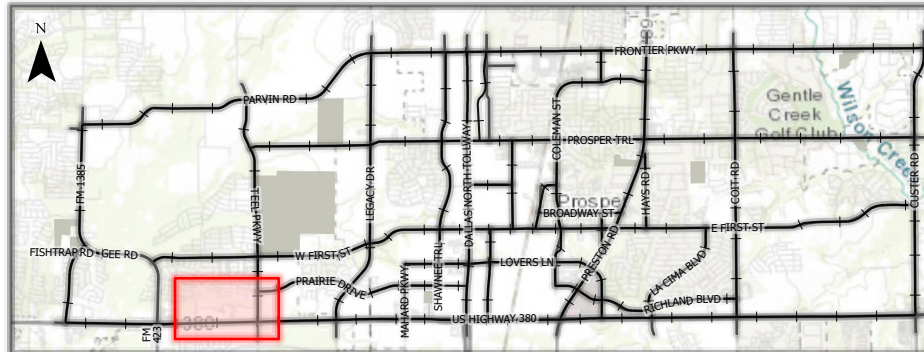 N
FRONTIER PKWY
PARVIN RD
Gentle
Creek
Golf Club
Wilson Creek
COLEMAN ST
PROSPER TRL
DALLAS NORTH TOLLWAY
FM 1385
TEEL PKWY
LEGACY DR
HAYS RD
COIT RD
CUSTER RD
Prosper
BROADWAY ST
E FIRST ST
FISHTRAP RD
GEE RD
W FIRST ST
SHAWNEE TRL
MAHARD PKWY
LOVERS LN
PRESTON RD
LA CIMA BLVD
PRAIRIE DRIVE
RICHLAND BLVD
380
US HIGHWAY 380
FM
423